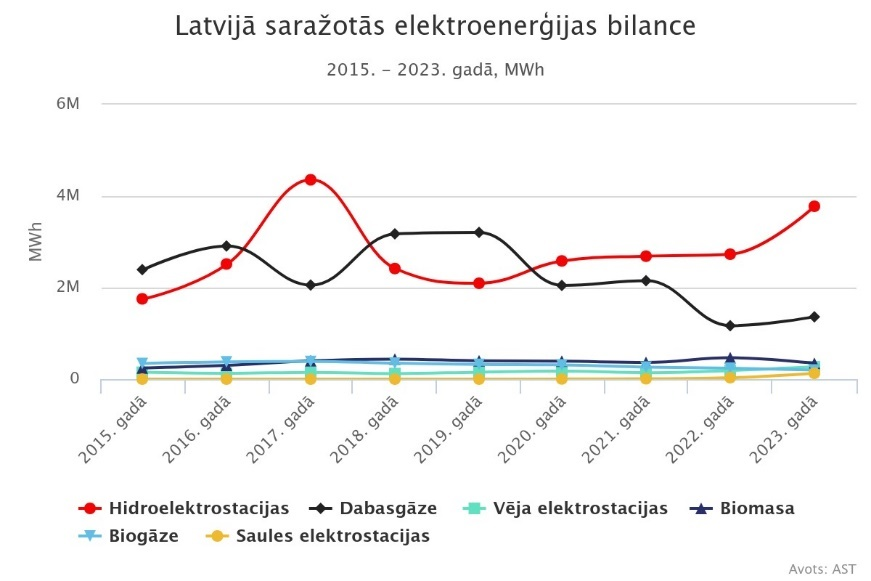 Latvijā saražotās elektroenerģijas bilance
2015. – 2023. gadā, MWh
6M
4M
2M
0
MWh
2015. gadā
2016. gadā
2017. gadā
2018. gadā
2019. gadā
2020. gadā
2021. gadā
2022. gadā
2023. gadā
Hidroelektrostacijas Dabasgāze Vēja elektrostacijas Biomasa
Biogāze Saules elektrostacijas
Avots: AST